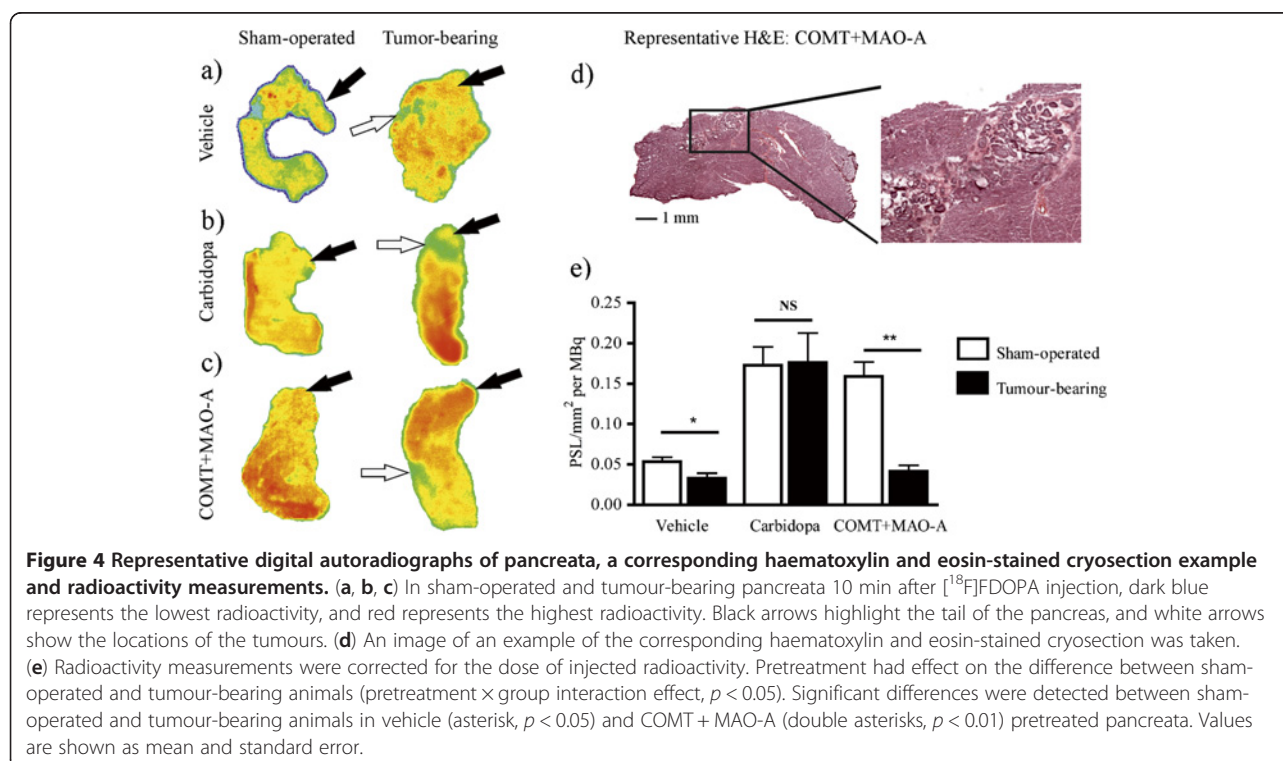 Sham-operated Tumor-bearing Representative H&E: COMT+MAO-A
a)
Vehicle
b)
Carbidopa
c)
COMT+MAO-A
d)
1 mm
e)
PSL/mm² per MBq
0.25
0.20
0.15
0.10
0.05
0.00
*
NS
**
Sham-operated
Tumour-bearing
Vehicle Carbidopa COMT+MAO-A
Figure 4 Representative digital autoradiographs of pancreata, a corresponding haematoxylin and eosin-stained cryosection example
and radioactivity measurements. (a, b, c) In sham-operated and tumour-bearing pancreata 10 min after [¹⁸F]FDOPA injection, dark blue
represents the lowest radioactivity, and red represents the highest radioactivity. Black arrows highlight the tail of the pancreas, and white arrows
show the locations of the tumours. (d) An image of an example of the corresponding haematoxylin and eosin-stained cryosection was taken.
(e) Radioactivity measurements were corrected for the dose of injected radioactivity. Pretreatment had effect on the difference between sham-
operated and tumour-bearing animals (pretreatment × group interaction effect, p < 0.05). Significant differences were detected between sham-
operated and tumour-bearing animals in vehicle (asterisk, p < 0.05) and COMT + MAO-A (double asterisks, p < 0.01) pretreated pancreata. Values
are shown as mean and standard error.